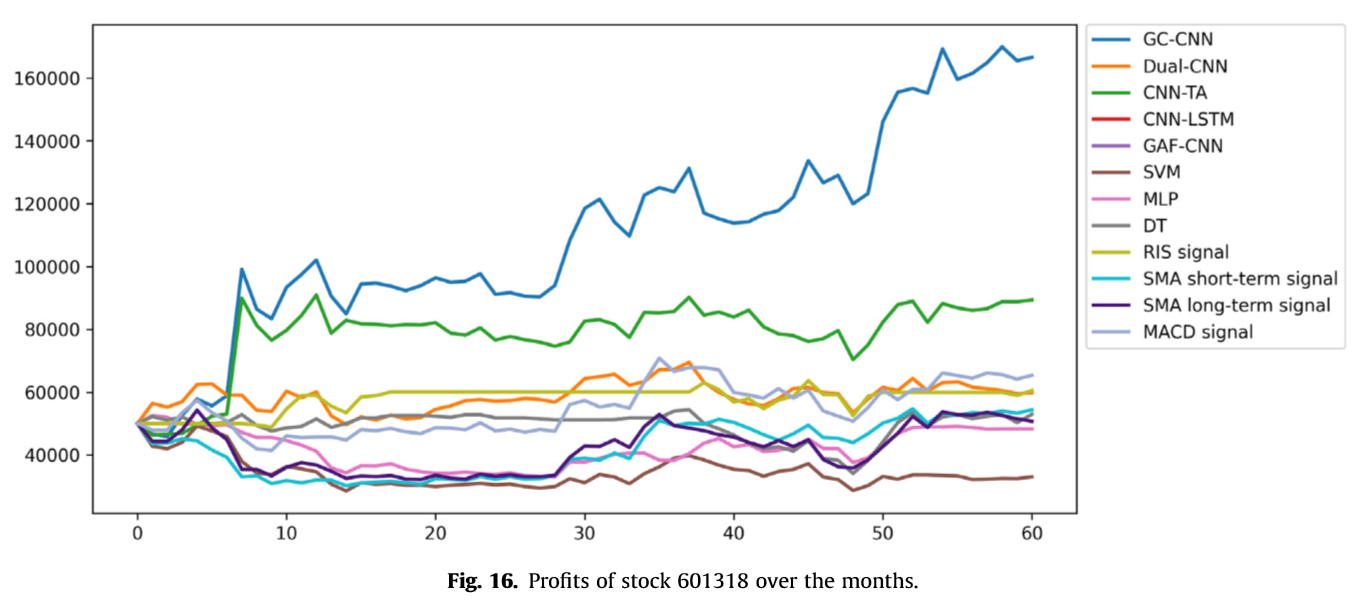 160000
140000
120000
100000
80000
60000
40000
0 10 20 30 40 50 60
GC-CNN
Dual-CNN
CNN-TA
CNN-LSTM
GAF-CNN
SVM
MLP
DT
RIS signal
SMA short-term signal
SMA long-term signal
MACD signal
Fig. 16. Profits of stock 601318 over the months.